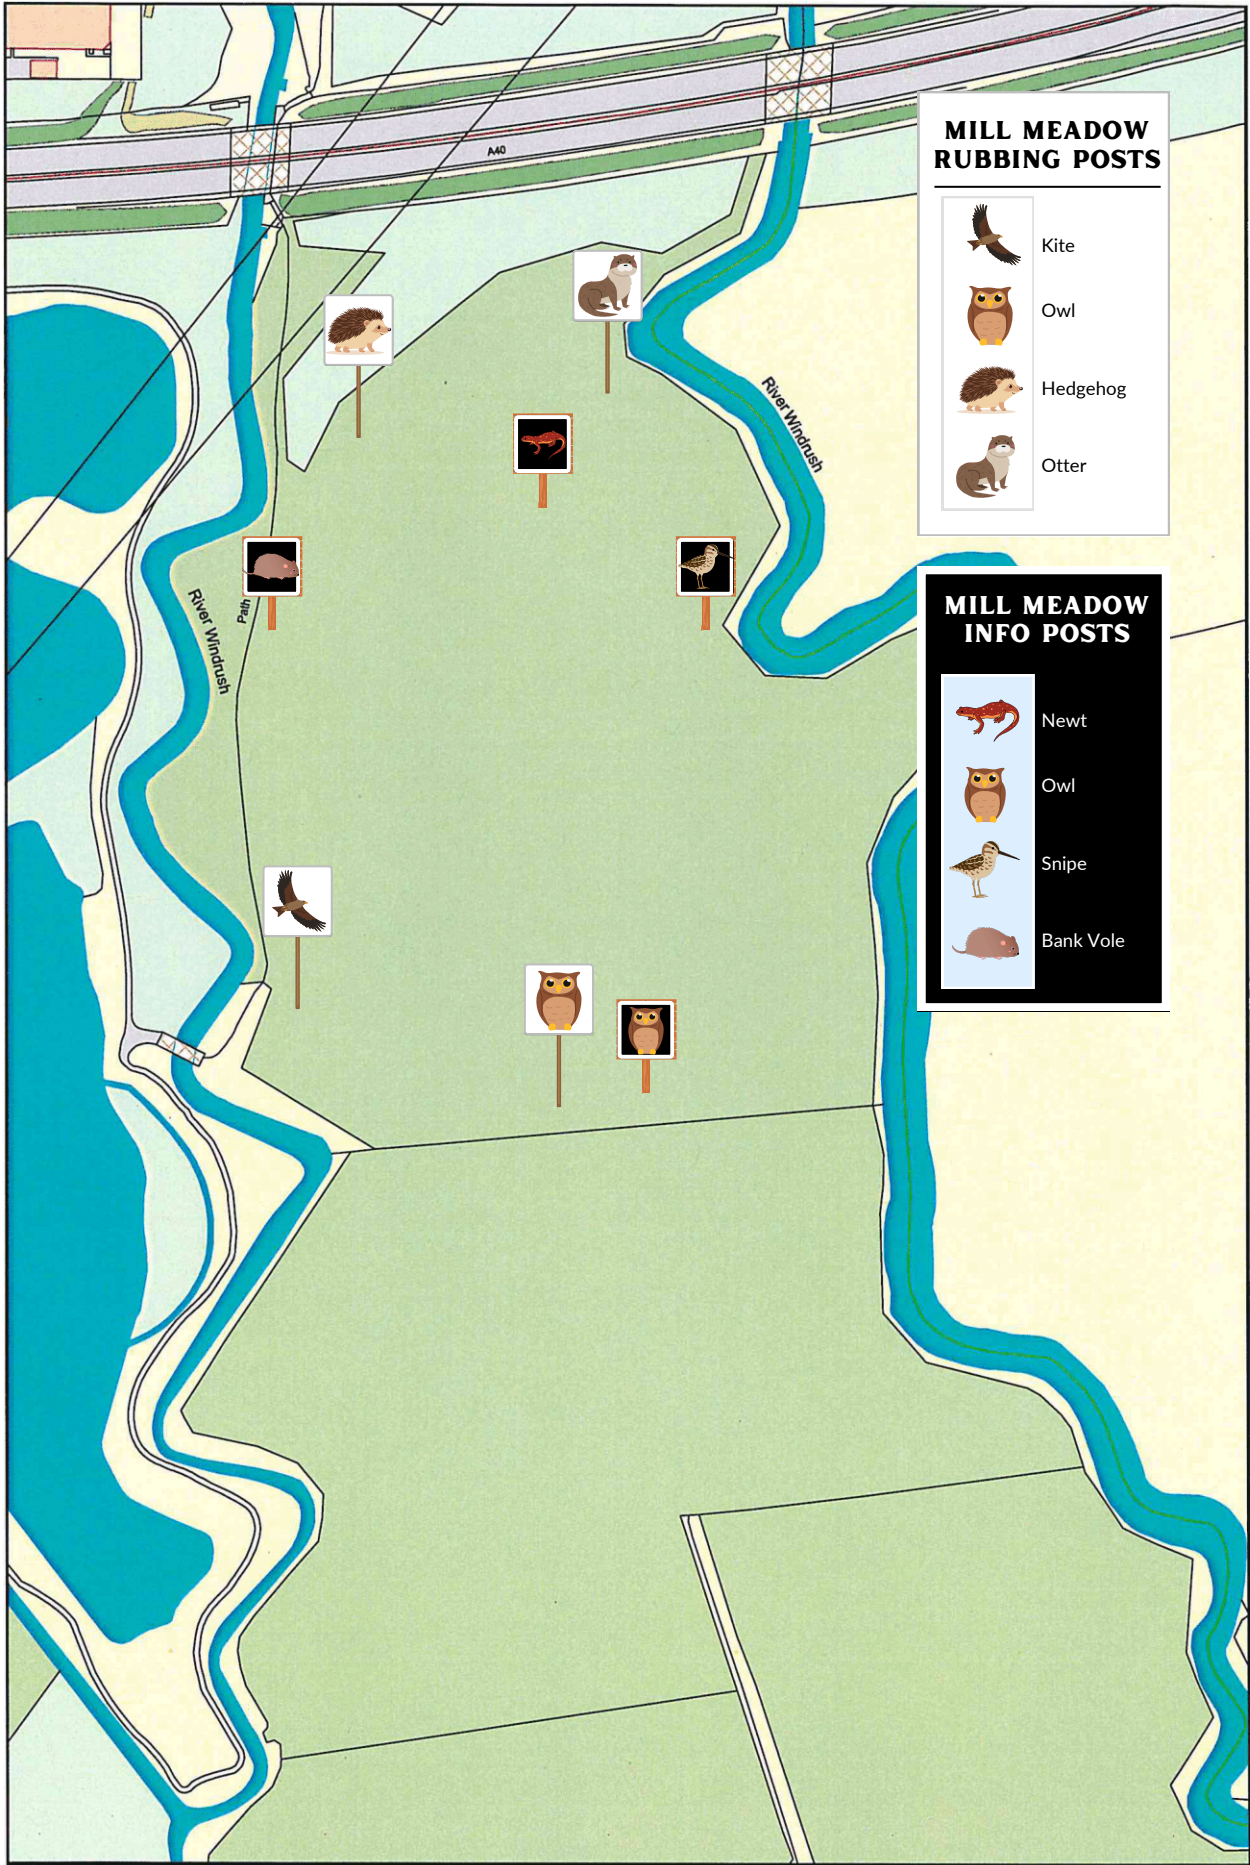 A40
MILL MEADOW
RUBBING POSTS
Kite
Owl
Hedgehog
Otter
River Windrush
Path
River Windrush
MILL MEADOW
INFO POSTS
Newt
Owl
Snipe
Bank Vole